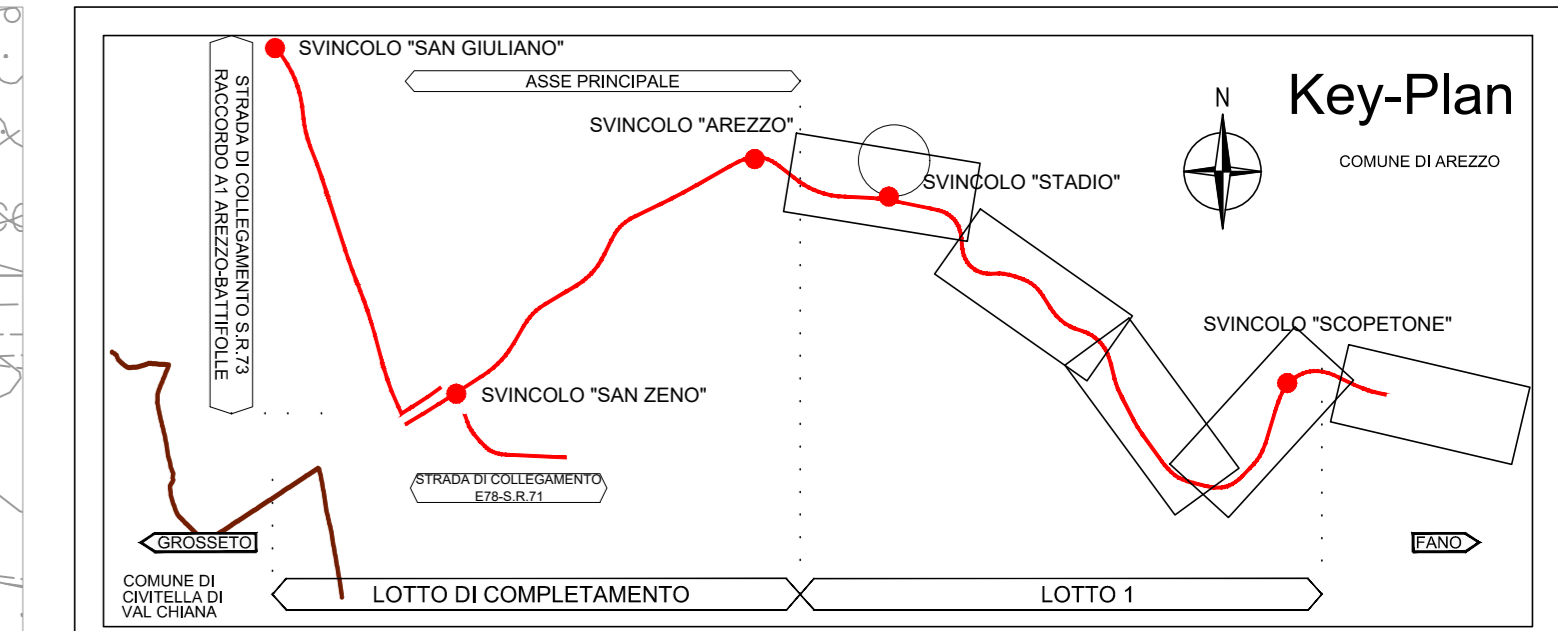 SVINCOLO "SAN GIULIANO"
STRADA DI COLLEGAMENTO S.R.73
RACCORDO A1 AREZZO-BATTIFOLLE
ASSE PRINCIPALE
Key-Plan
N
SVINCOLO "AREZZO"
COMUNE DI AREZZO
SVINCOLO "STADIO"
SVINCOLO "SCOPETONE"
SVINCOLO "SAN ZENO"
STRADA DI COLLEGAMENTO
E78-S.R.71
GROSSETO
FANO
COMUNE DI
CIVITELLA DI
VAL CHIANA
LOTTO DI COMPLETAMENTO
LOTTO 1